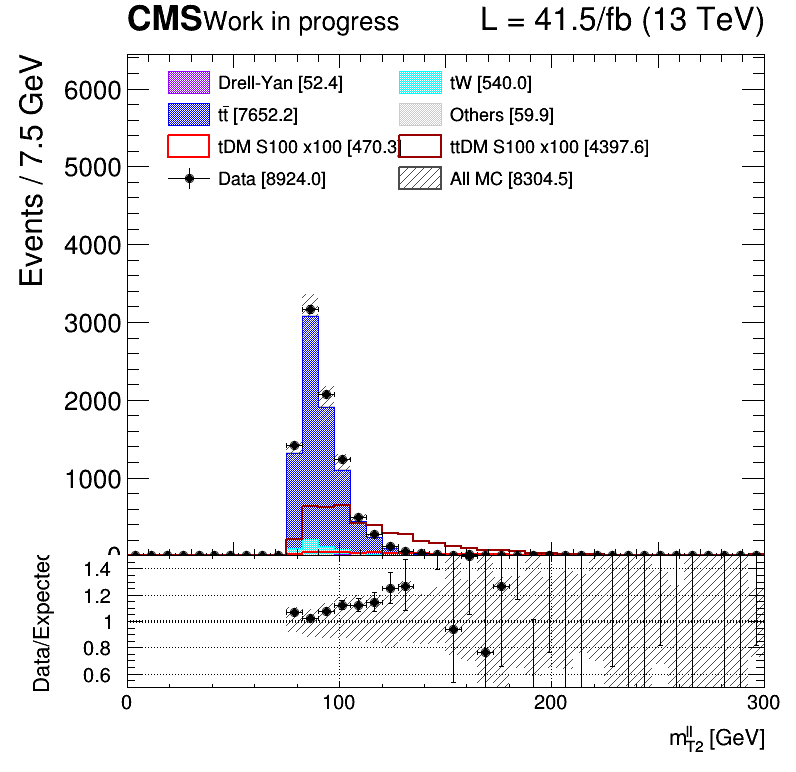 CMS Work in progress L = 41.5/fb (13 TeV)
Events / 7.5 GeV
6000
5000
4000
3000
2000
1000
0
Drell-Yan [52.4]
tW [540.0]
tt̄ [7652.2]
Others [59.9]
tDM S100 x100 [470.3]
ttDM S100 x100 [4397.6]
Data [8924.0]
All MC [8304.5]
Data/Expected
1.4
1.2
1
0.8
0.6
0 100 200 300
m^{ll}_{T2} [GeV]